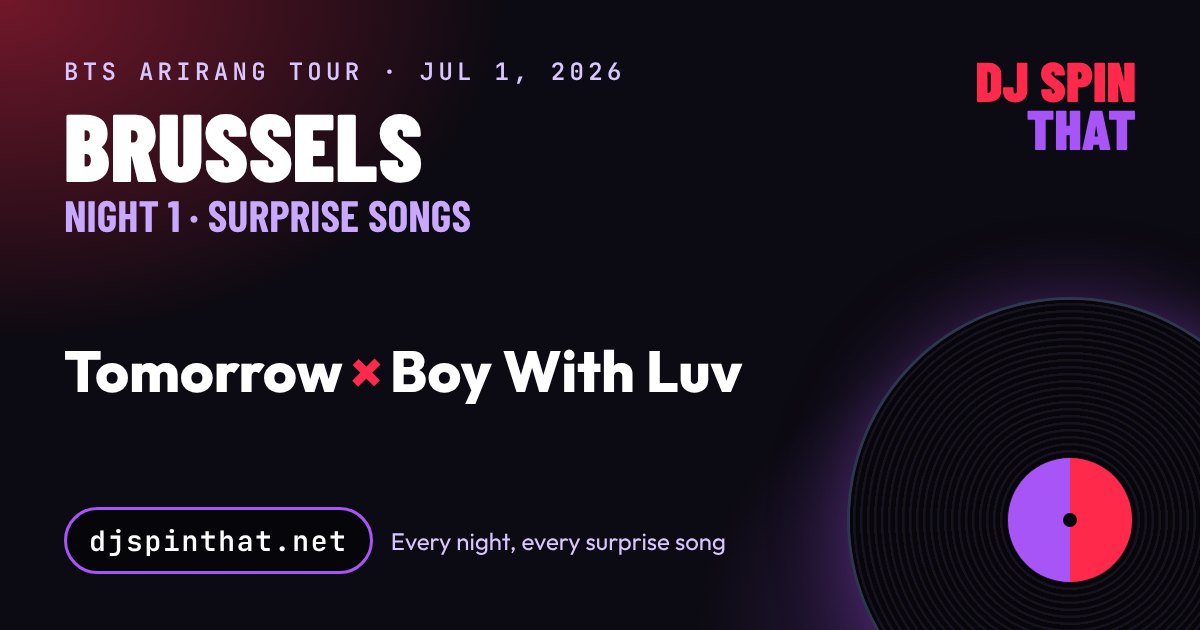 BTS ARIRANG TOUR · JUL 1, 2026
BRUSSELS
NIGHT 1 · SURPRISE SONGS
DJ SPIN
THAT
Tomorrow × Boy With Luv
djspinthat.net
Every night, every surprise song